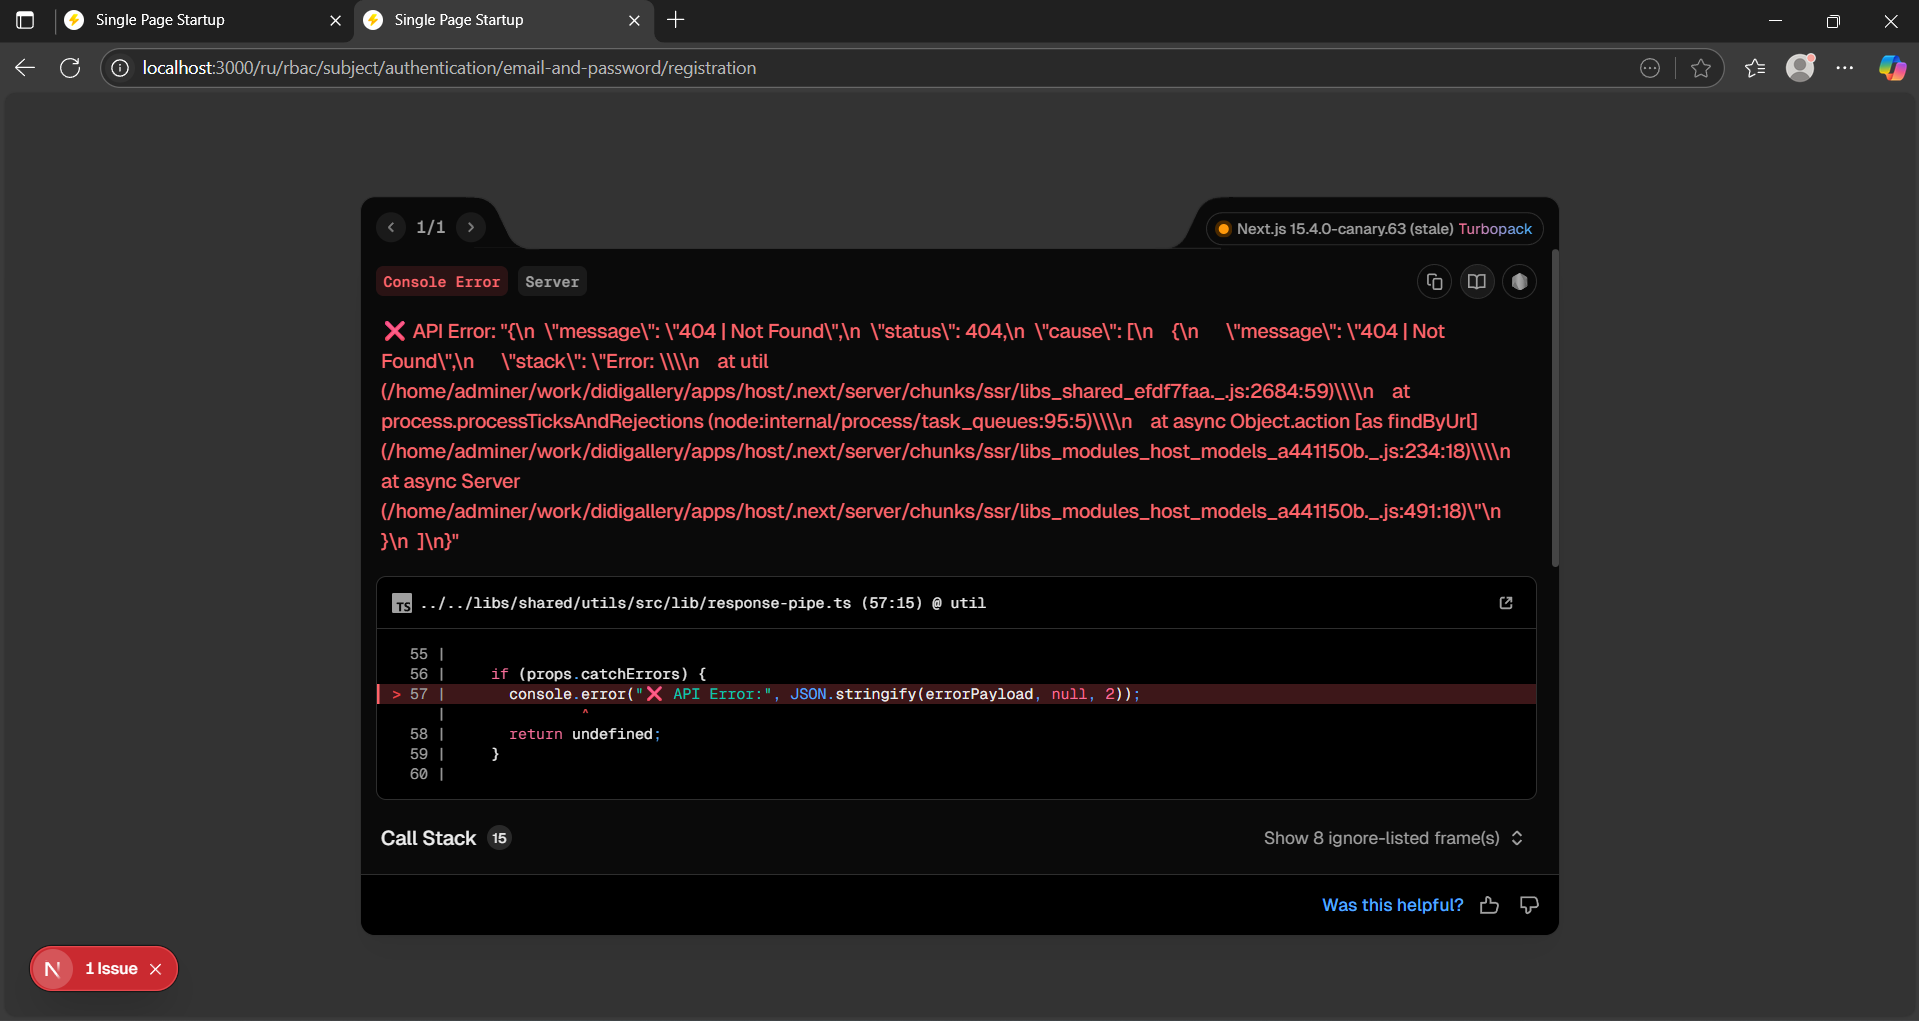 Single Page Startup
Single Page Startup
localhost:3000/ru/rbac/subject/authentication/email-and-password/registration
1/1
Next.js 15.4.0-canary.63 (stale) Turbopack
Console Error
Server
❌ API Error: "{\n  \"message\": \"404 | Not Found\",\n  \"status\": 404,\n  \"cause\": [\n    {\n      \"message\": \"404 | Not
Found\",\n      \"stack\": \"Error: \\\\n    at util
(/home/adminer/work/didigallery/apps/host/.next/server/chunks/ssr/libs_shared_efdf7faa._.js:2684:59)\\\\n    at
process.processTicksAndRejections (node:internal/process/task_queues:95:5)\\\\n    at async Object.action [as findByUrl]
(/home/adminer/work/didigallery/apps/host/.next/server/chunks/ssr/libs_modules_host_models_a441150b._.js:234:18)\\\\n
at async Server
(/home/adminer/work/didigallery/apps/host/.next/server/chunks/ssr/libs_modules_host_models_a441150b._.js:491:18)\"\n
}\n  ]\n}"
TS ../../libs/shared/utils/src/lib/response-pipe.ts (57:15) @ util
55 |
56 |     if (props.catchErrors) {
> 57 |       console.error("❌ API Error:", JSON.stringify(errorPayload, null, 2));
|               ^
58 |       return undefined;
59 |     }
60 |
Call Stack 15
Show 8 ignore-listed frame(s)
Was this helpful?
N 1 Issue